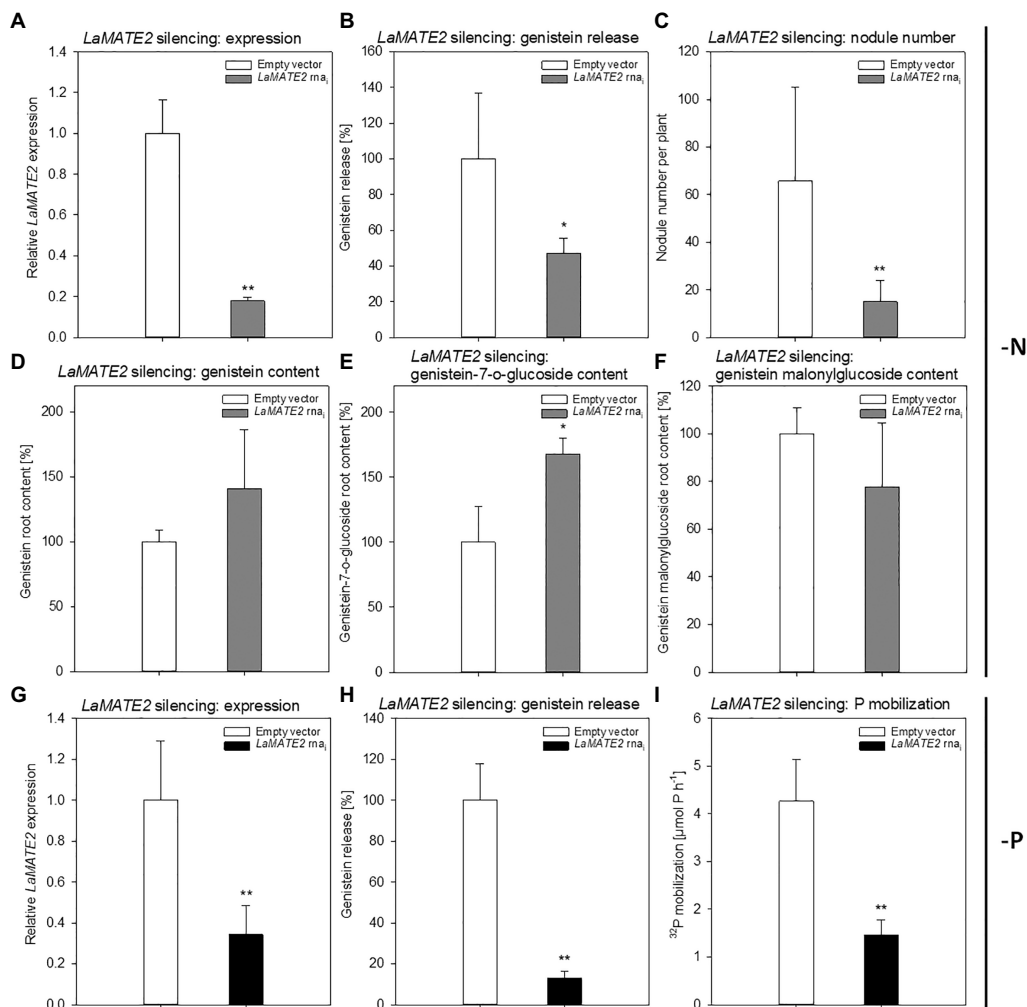 A
LaMATE2 silencing: expression
Relative LaMATE2 expression
1.4
1.2
1.0
0.8
0.6
0.4
0.2
0.0
Empty vector
LaMATE2 rnai
**
B
LaMATE2 silencing: genistein release
Genistein release [%]
160
140
120
100
80
60
40
20
0
Empty vector
LaMATE2 rnai
*
C
LaMATE2 silencing: nodule number
Nodule number per plant
120
100
80
60
40
20
0
Empty vector
LaMATE2 rnai
**
-N
D
LaMATE2 silencing: genistein content
Genistein root content [%]
200
150
100
50
0
Empty vector
LaMATE2 rnai
E
LaMATE2 silencing:
genistein-7-o-glucoside content
Genistein-7-o-glucoside root content [%]
200
150
100
50
0
Empty vector
LaMATE2 rnai
*
F
LaMATE2 silencing:
genistein malonylglucoside content
Genistein malonylglucoside root content [%]
120
100
80
60
40
20
0
Empty vector
LaMATE2 rnai
G
LaMATE2 silencing: expression
Relative LaMATE2 expression
1.4
1.2
1.0
0.8
0.6
0.4
0.2
0.0
Empty vector
LaMATE2 rnai
**
H
LaMATE2 silencing: genistein release
Genistein release [%]
140
120
100
80
60
40
20
0
Empty vector
LaMATE2 rnai
**
I
LaMATE2 silencing: P mobilization
32P mobilization [µmol P h-1]
6
5
4
3
2
1
0
Empty vector
LaMATE2 rnai
**
-P